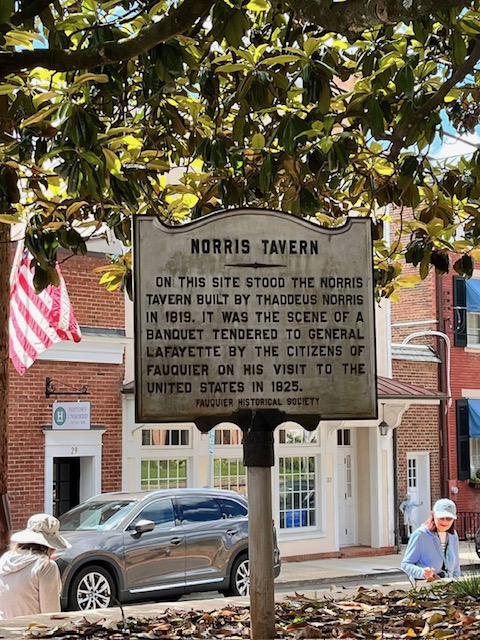 NORRIS TAVERN
ON THIS SITE STOOD THE NORRIS
TAVERN BUILT BY THADDEUS NORRIS
IN 1819. IT WAS THE SCENE OF A
BANQUET TENDERED TO GENERAL
LAFAYETTE BY THE CITIZENS OF
FAUQUIER ON HIS VISIT TO THE
UNITED STATES IN 1825.
FAUQUIER HISTORICAL SOCIETY
29